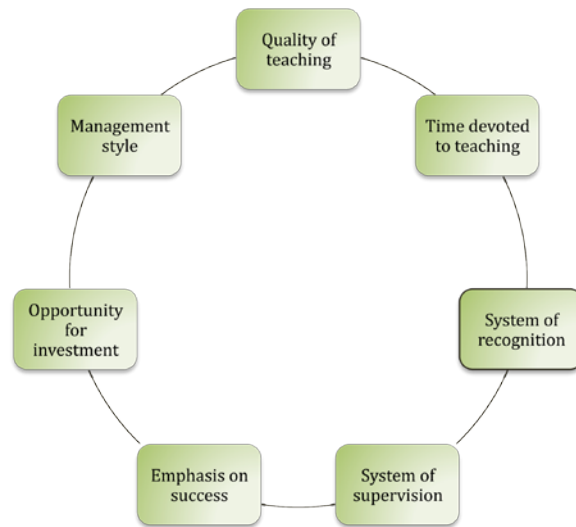 Quality of
teaching
Time devoted
to teaching
System of
recognition
System of
supervision
Emphasis on
success
Opportunity
for
investment
Management
style